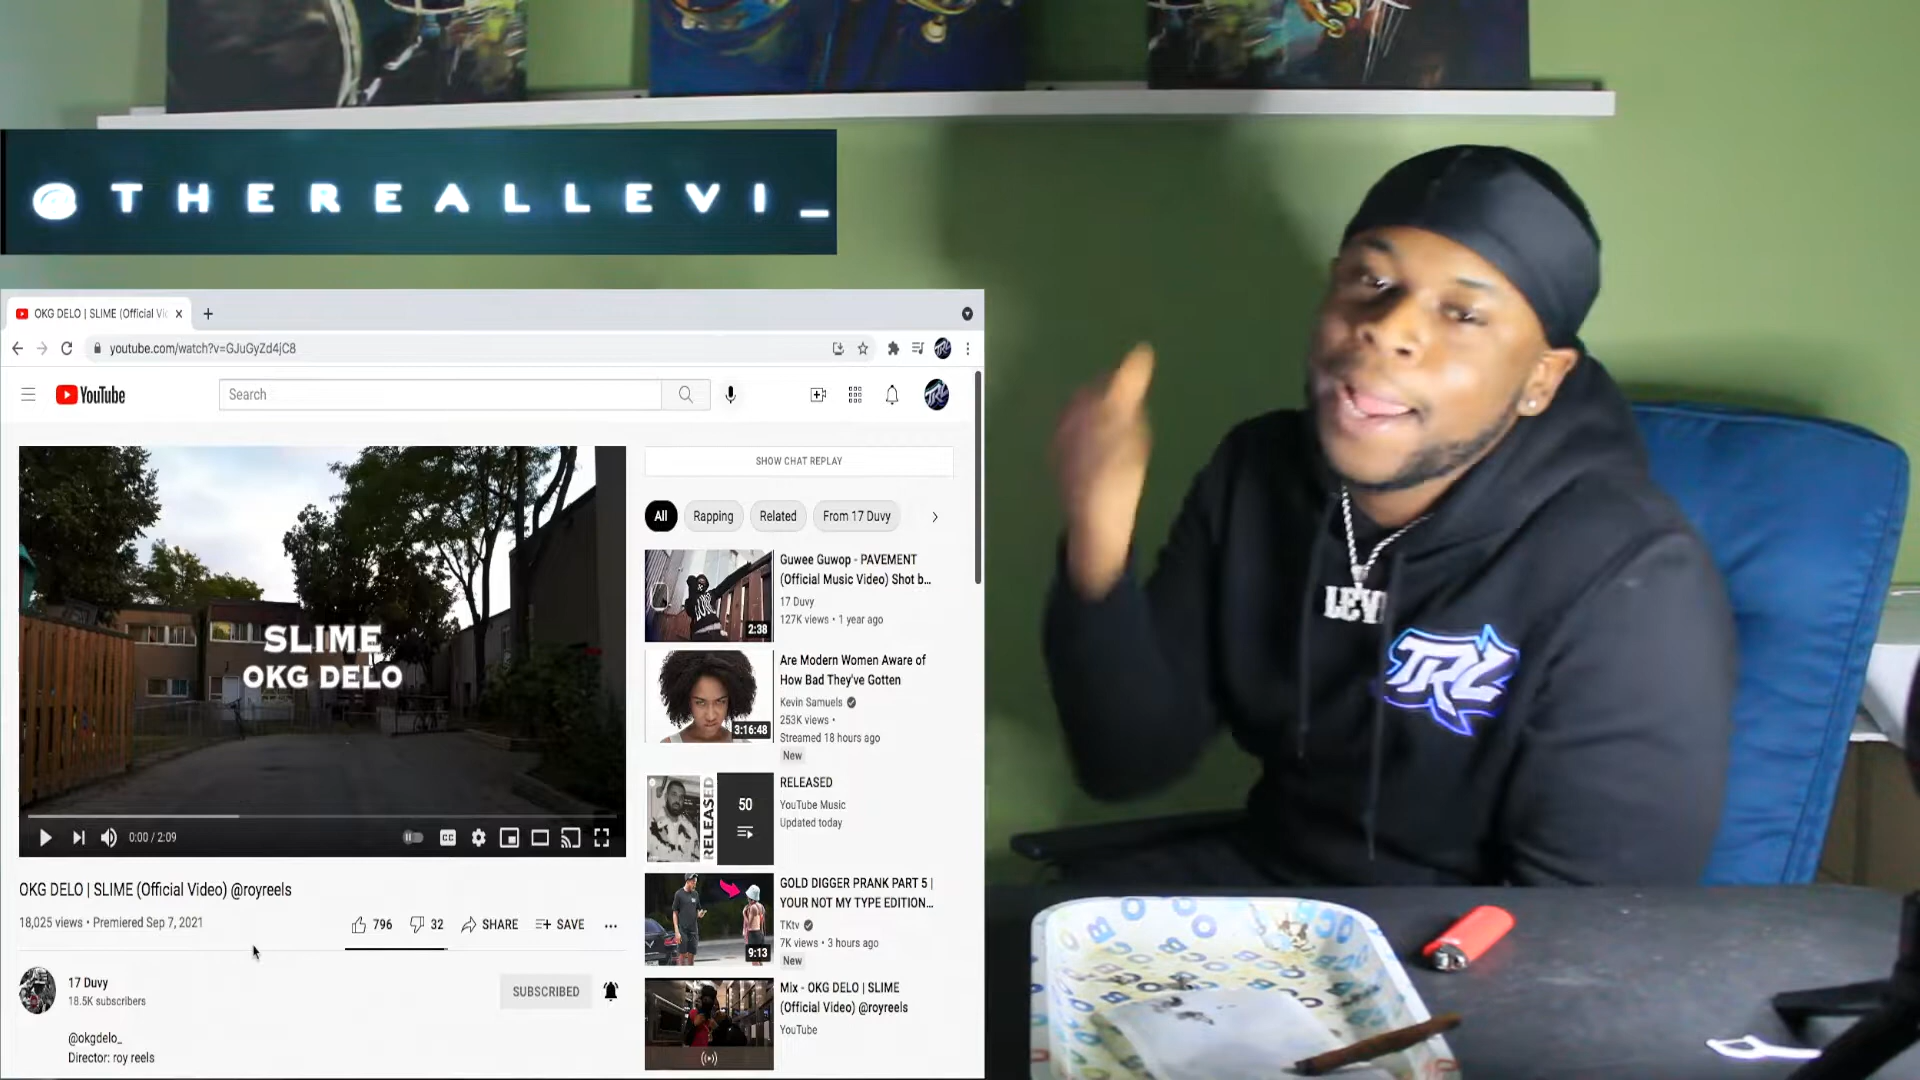 @THEREALLEVI_
OKG DELO | SLIME (Official Vi
youtube.com/watch?v=GJuGyZd4jC8
YouTube
Search
SHOW CHAT REPLAY
All
Rapping
Related
From 17 Duvy
SLIME
OKG DELO
0:00 / 2:09
CC
OKG DELO | SLIME (Official Video) @royreels
18,025 views • Premiered Sep 7, 2021
796
32
SHARE
SAVE
17 Duvy
18.5K subscribers
SUBSCRIBED
@okgdelo_
Director: roy reels
2:38
Guwee Guwop - PAVEMENT
(Official Music Video) Shot b...
17 Duvy
127K views • 1 year ago
3:16:48
Are Modern Women Aware of
How Bad They've Gotten
Kevin Samuels
253K views •
Streamed 18 hours ago
New
RELEASED
50
RELEASED
YouTube Music
Updated today
9:13
GOLD DIGGER PRANK PART 5 |
YOUR NOT MY TYPE EDITION...
TKtv
7K views • 3 hours ago
New
Mix - OKG DELO | SLIME
(Official Video) @royreels
YouTube
LEVI
TRL
OCB